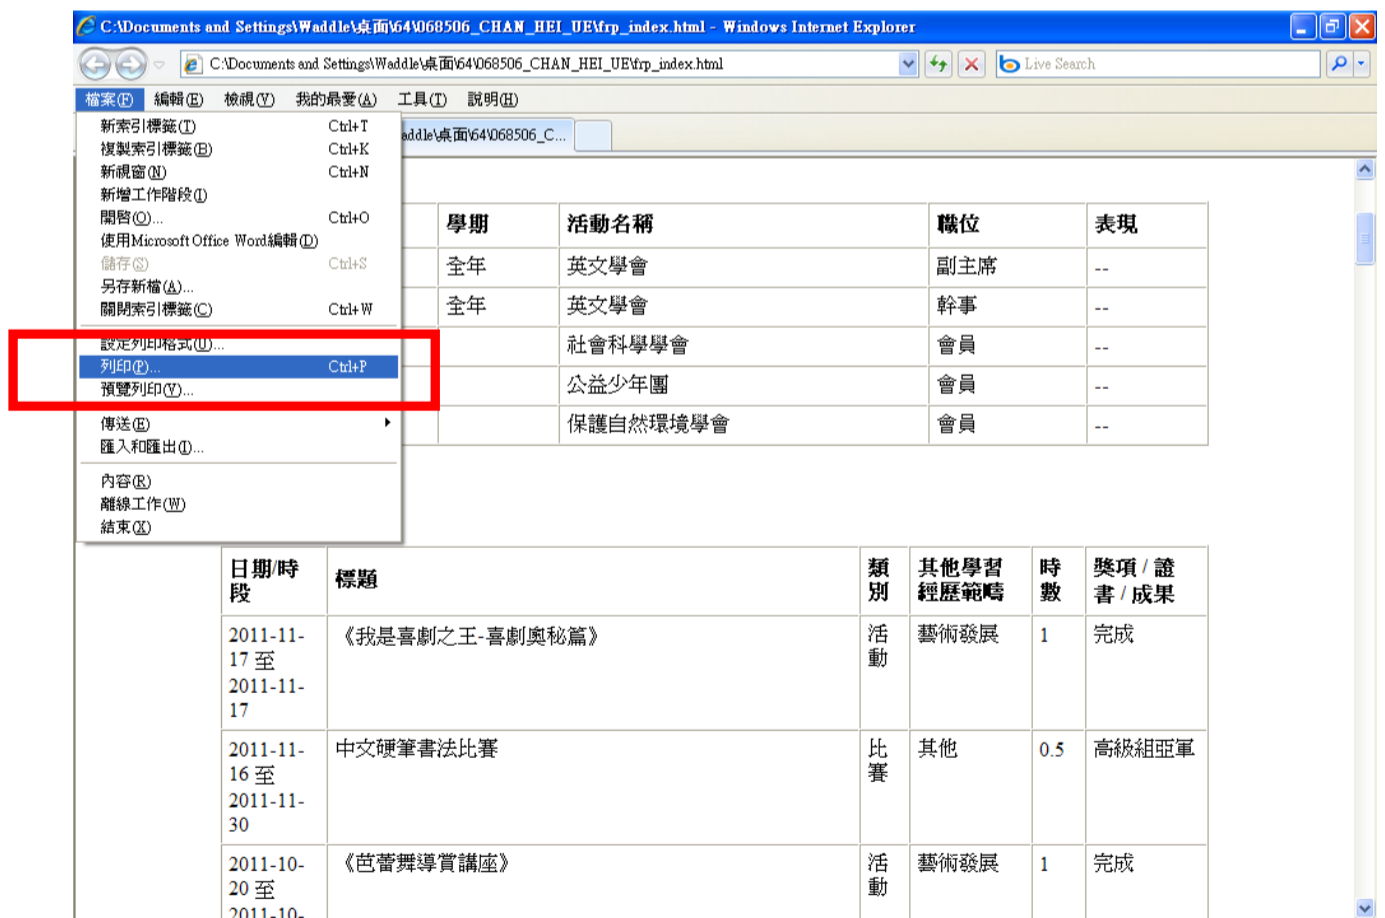 C:\Documents and Settings\Waddle\桌面\64\068506_CHAN_HEI_UE\frp_index.html - Windows Internet Explorer
C:\Documents and Settings\Waddle\桌面\64\068506_CHAN_HEI_UE\frp_index.html
Live Search
檔案(F) 編輯(E) 檢視(V) 我的最愛(A) 工具(T) 說明(H)
addle\桌面\64\068506_C...
新索引標籤(T) Ctrl+T
複製索引標籤(B) Ctrl+K
新視窗(N) Ctrl+N
新增工作階段(I)
開啓(O)... Ctrl+O
使用Microsoft Office Word編輯(D)
儲存(S) Ctrl+S
另存新檔(A)...
關閉索引標籤(C) Ctrl+W
設定列印格式(U)...
列印(P)... Ctrl+P
預覽列印(V)...
傳送(E)
匯入和匯出(I)...
內容(R)
離線工作(W)
結束(X)
學期 活動名稱 職位 表現
全年 英文學會 副主席 --
全年 英文學會 幹事 --
社會科學學會 會員 --
公益少年團 會員 --
保護自然環境學會 會員 --
日期/時 標題 類 其他學習 時 獎項 / 證
段 別 經歷範疇 數 書 / 成果
2011-11- 《我是喜劇之王-喜劇奧秘篇》 活 藝術發展 1 完成
17 至 動
2011-11-
17
2011-11- 中文硬筆書法比賽 比 其他 0.5 高級組亞軍
16 至 賽
2011-11-
30
2011-10- 《芭蕾舞導賞講座》 活 藝術發展 1 完成
20 至 動
2011-10-